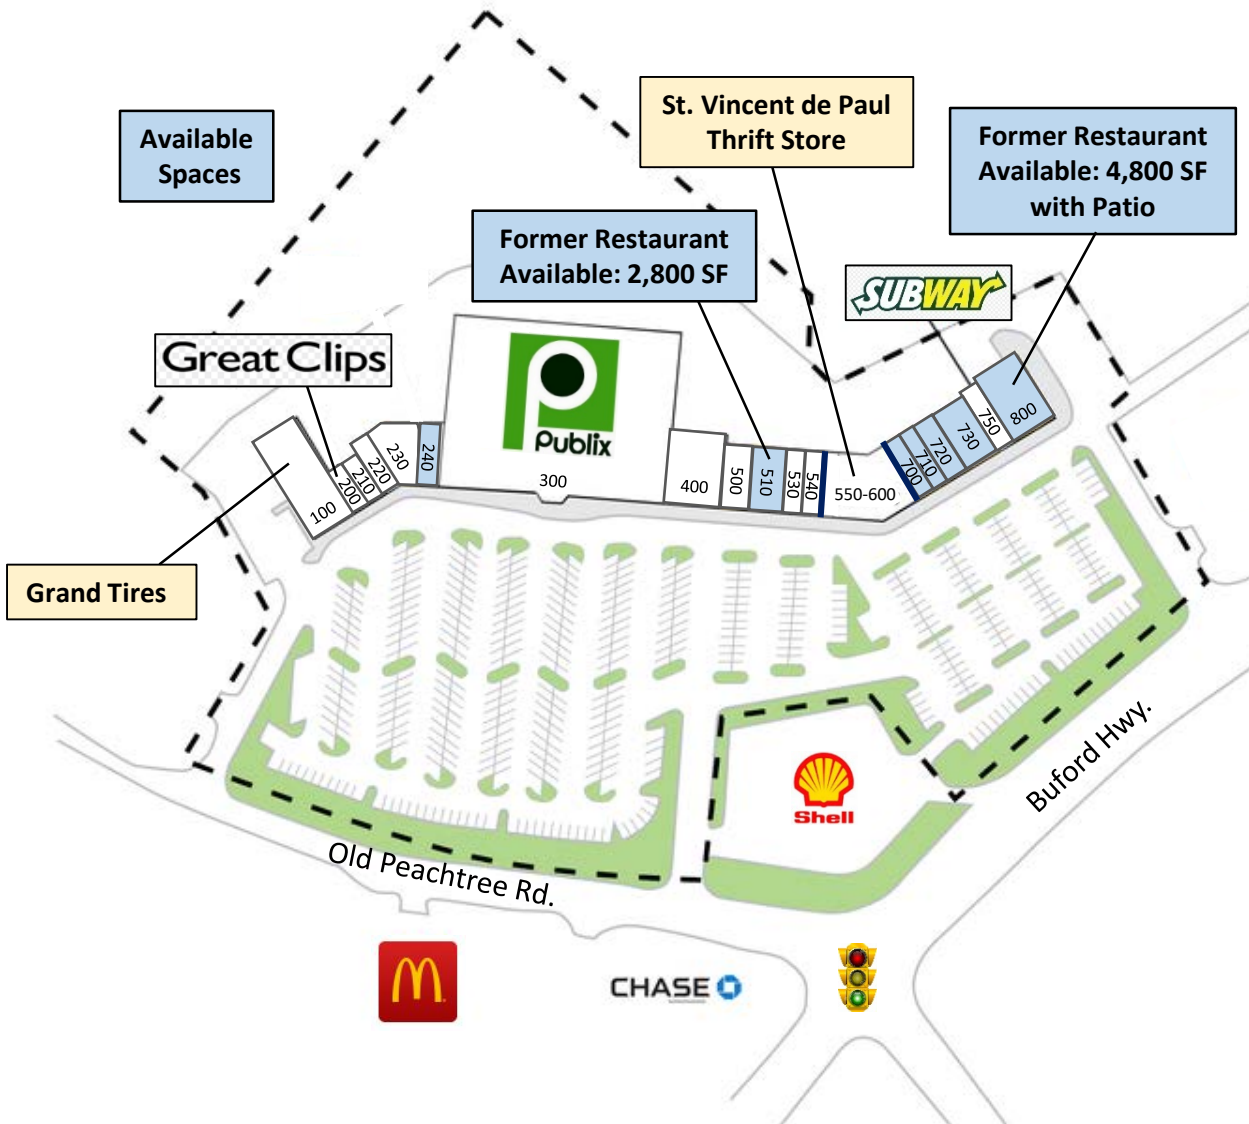 Available
Spaces
St. Vincent de Paul
Thrift Store
Former Restaurant
Available: 4,800 SF
with Patio
Former Restaurant
Available: 2,800 SF
SUBWAY
Great Clips
Publix
Grand Tires
100
200
210
220
230
240
300
400
500
510
530
540
550-600
700
710
720
730
750
800
Shell
Buford Hwy.
Old Peachtree Rd.
M
CHASE